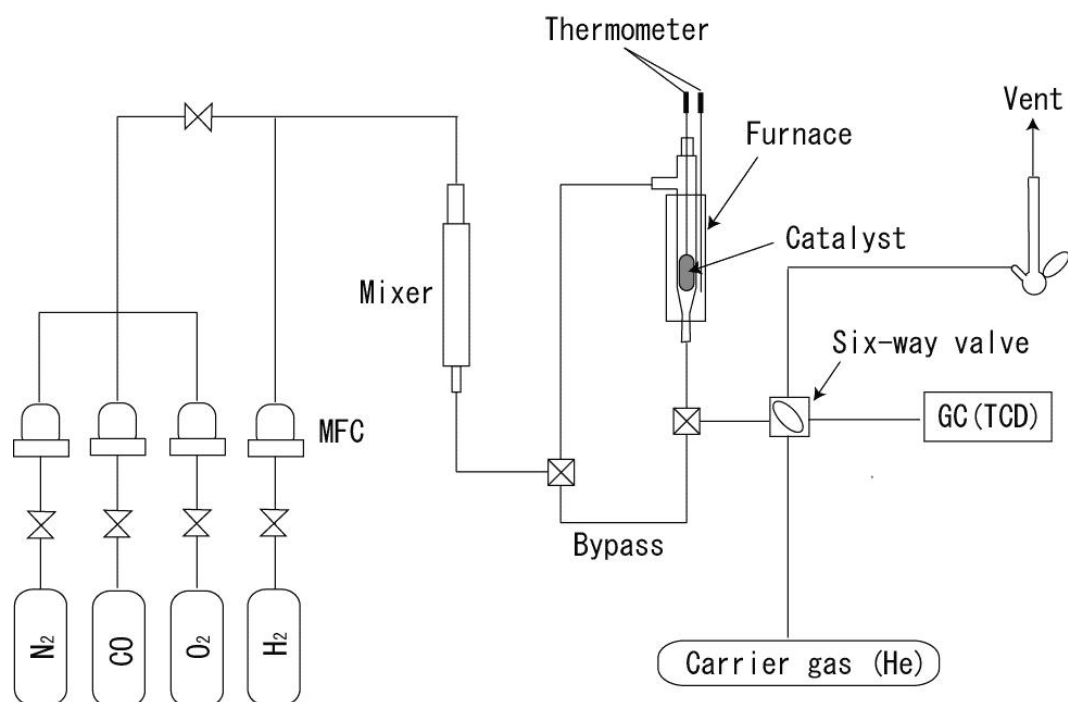 Thermometer
Vent
Furnace
Catalyst
Mixer
Six-way valve
MFC
GC(TCD)
Bypass
N₂
CO
O₂
H₂
Carrier gas (He)